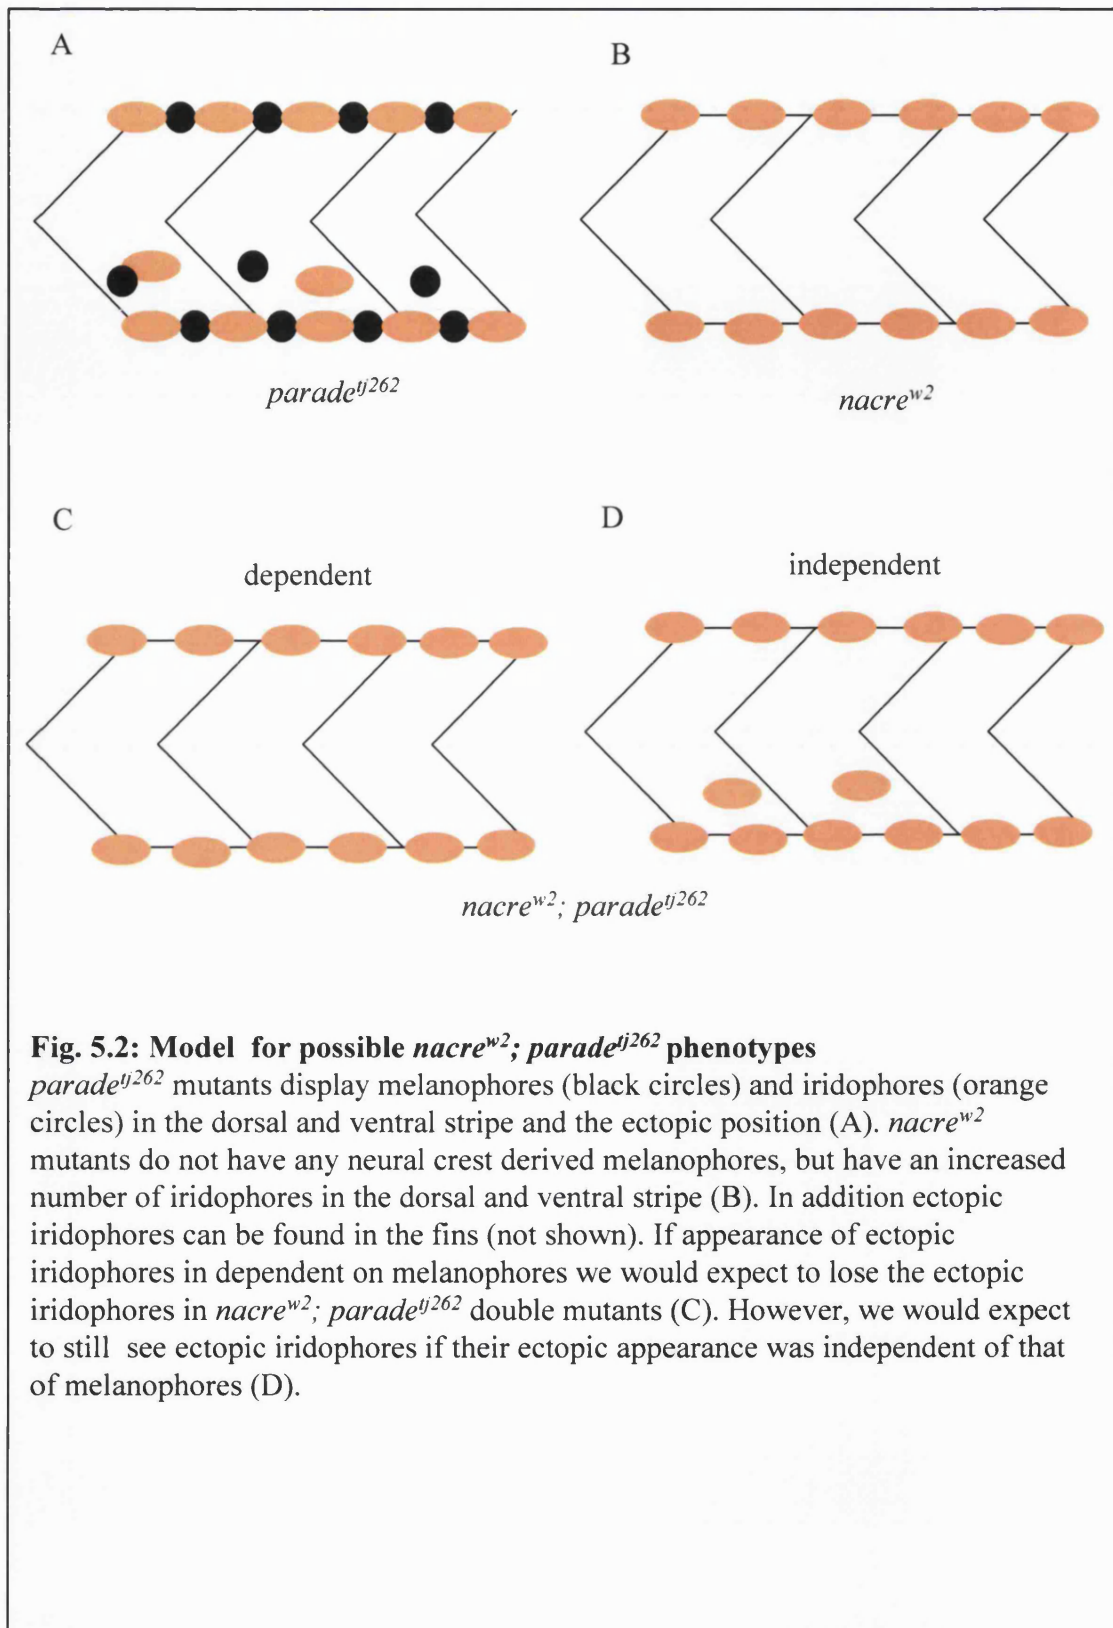 A
B
parade^tj262
nacre^w2
C
D
dependent
independent
nacre^w2; parade^tj262
Fig. 5.2: Model for possible nacre^w2; parade^tj262 phenotypes
parade^tj262 mutants display melanophores (black circles) and iridophores (orange
circles) in the dorsal and ventral stripe and the ectopic position (A). nacre^w2
mutants do not have any neural crest derived melanophores, but have an increased
number of iridophores in the dorsal and ventral stripe (B). In addition ectopic
iridophores can be found in the fins (not shown). If appearance of ectopic
iridophores in dependent on melanophores we would expect to lose the ectopic
iridophores in nacre^w2; parade^tj262 double mutants (C). However, we would expect
to still see ectopic iridophores if their ectopic appearance was independent of that
of melanophores (D).